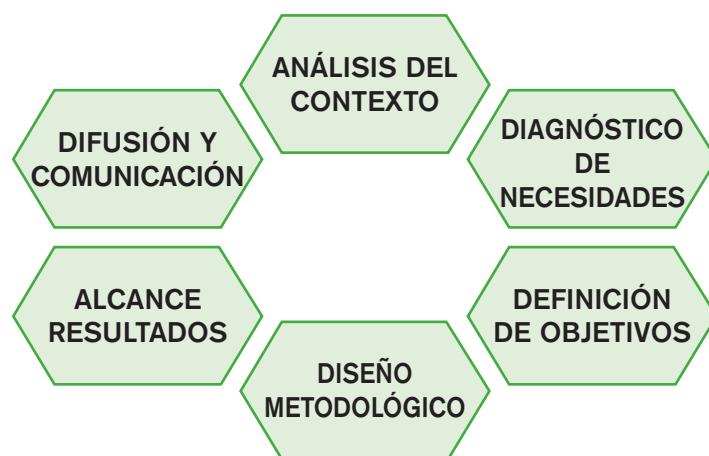 ANÁLISIS DEL
CONTEXTO
DIAGNÓSTICO
DE
NECESIDADES
DEFINICIÓN
DE OBJETIVOS
DISEÑO
METODOLÓGICO
ALCANCE
RESULTADOS
DIFUSIÓN Y
COMUNICACIÓN